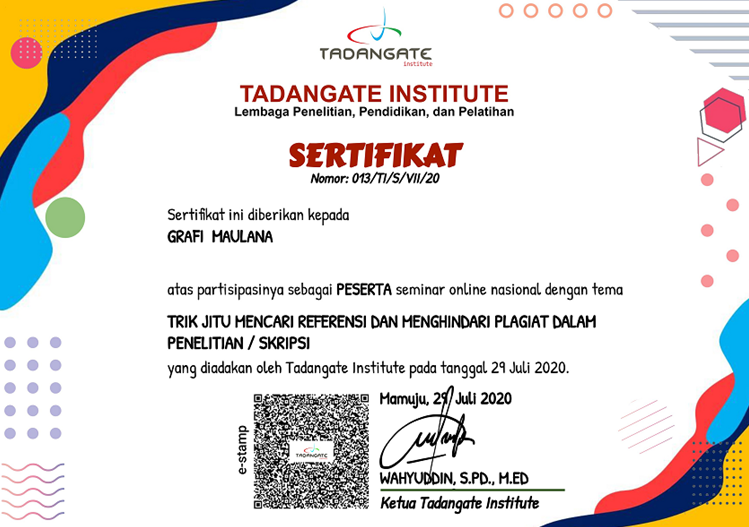 TADANGATE
institute
TADANGATE INSTITUTE
Lembaga Penelitian, Pendidikan, dan Pelatihan
SERTIFIKAT
Nomor: 013/TI/S/VII/20
Sertifikat ini diberikan kepada
GRAFI MAULANA
atas partisipasinya sebagai PESERTA seminar online nasional dengan tema
TRIK JITU MENCARI REFERENSI DAN MENGHINDARI PLAGIAT DALAM
PENELITIAN / SKRIPSI
yang diadakan oleh Tadangate Institute pada tanggal 29 Juli 2020.
e-stamp
TADANGATE
Mamuju, 29 Juli 2020
WAHYUDDIN, S.PD., M.ED
Ketua Tadangate Institute